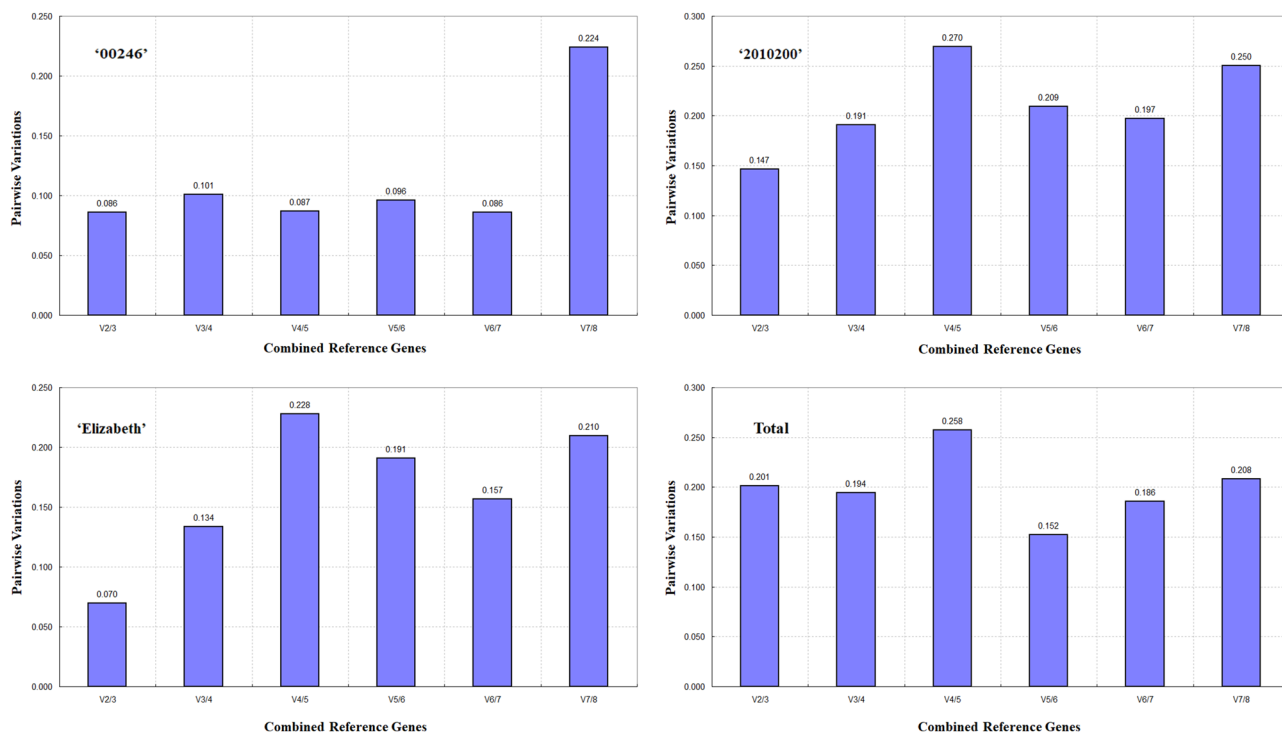 ‘00246’
Pairwise Variations
0.250
0.200
0.150
0.100
0.050
0.000
0.086
0.101
0.087
0.096
0.086
0.224
V2/3
V3/4
V4/5
V5/6
V6/7
V7/8
Combined Reference Genes
‘2010200’
Pairwise Variations
0.300
0.250
0.200
0.150
0.100
0.050
0.000
0.147
0.191
0.270
0.209
0.197
0.250
V2/3
V3/4
V4/5
V5/6
V6/7
V7/8
Combined Reference Genes
‘Elizabeth’
Pairwise Variations
0.250
0.200
0.150
0.100
0.050
0.000
0.070
0.134
0.228
0.191
0.157
0.210
V2/3
V3/4
V4/5
V5/6
V6/7
V7/8
Combined Reference Genes
Total
Pairwise Variations
0.300
0.250
0.200
0.150
0.100
0.050
0.000
0.201
0.194
0.258
0.152
0.186
0.208
V2/3
V3/4
V4/5
V5/6
V6/7
V7/8
Combined Reference Genes